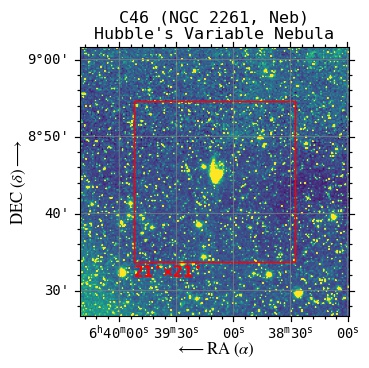 C46 (NGC 2261, Neb)
Hubble's Variable Nebula
9°00'
8°50'
40'
30'
DEC (δ) ⟶
21'×21'
6ʰ40ᵐ00ˢ 39ᵐ30ˢ 00ˢ 38ᵐ30ˢ 00ˢ
⟵ RA (α)